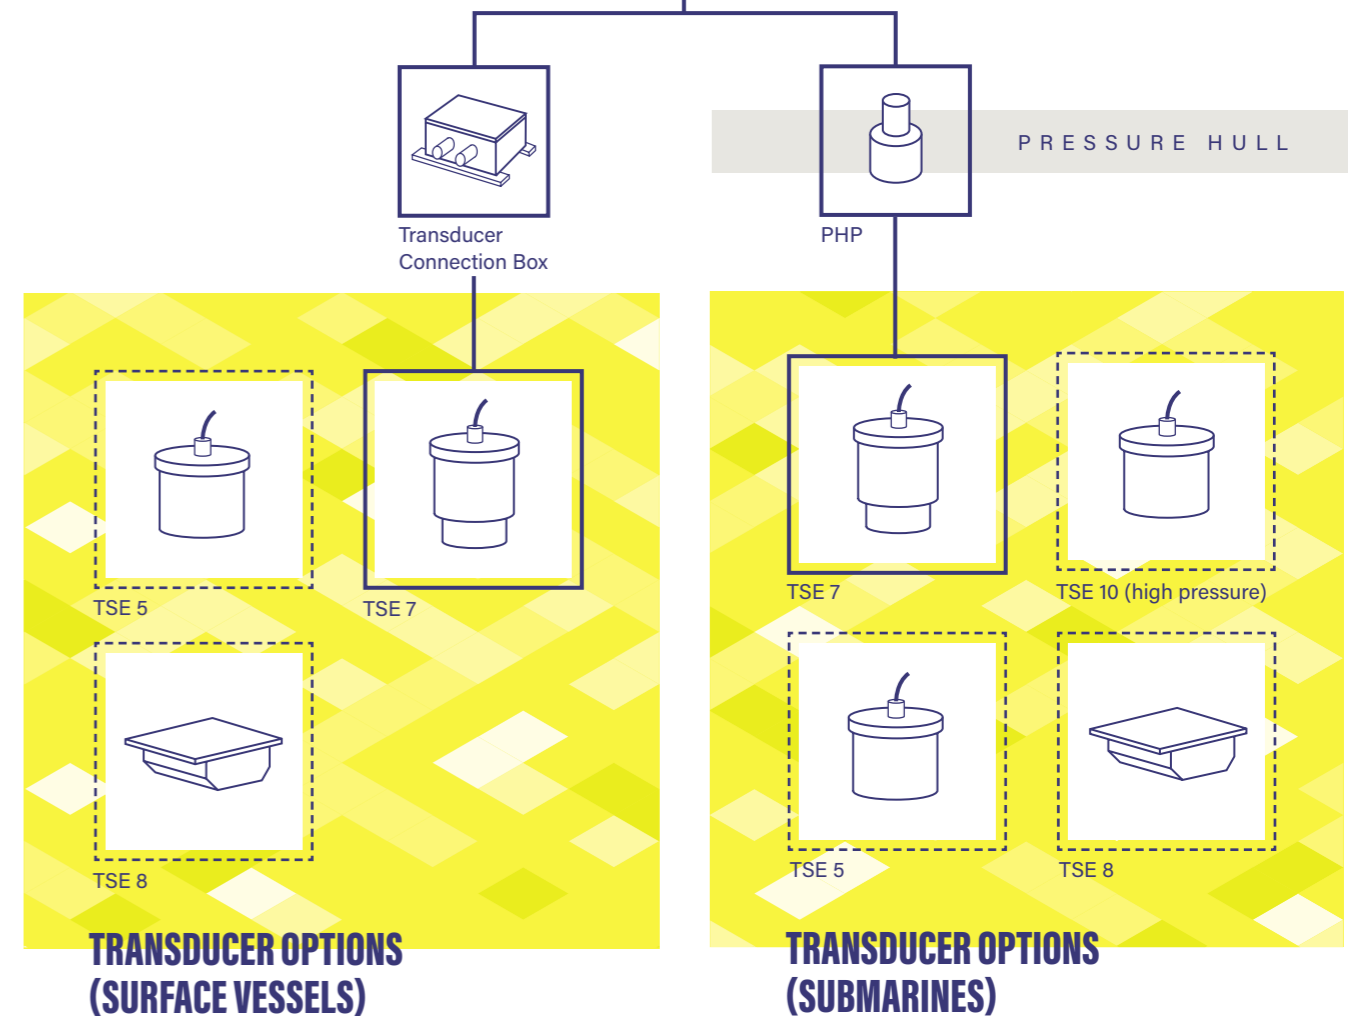 PRESSURE HULL
Transducer
Connection Box
PHP
TSE 5
TSE 7
TSE 8
TRANSDUCER OPTIONS
(SURFACE VESSELS)
TSE 7
TSE 10 (high pressure)
TSE 5
TSE 8
TRANSDUCER OPTIONS
(SUBMARINES)